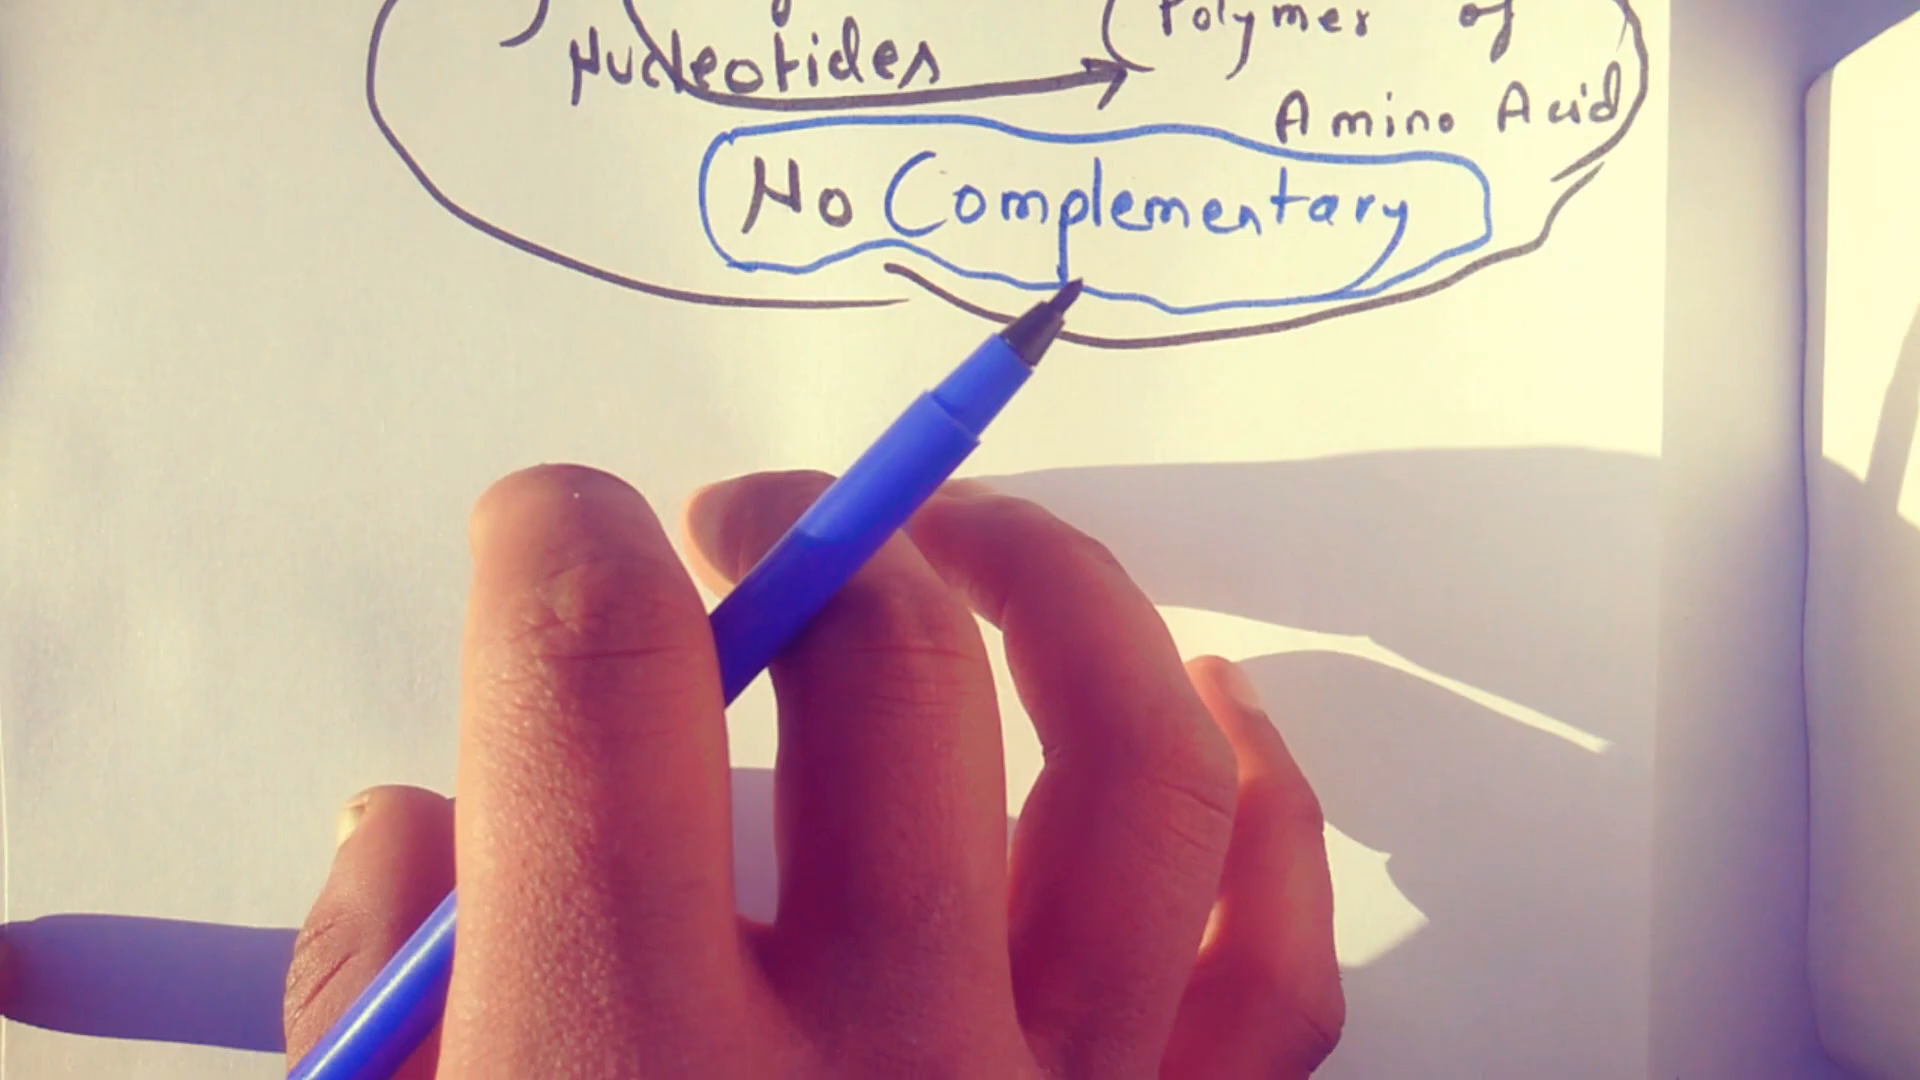 Polymer of
Nucleotides
Amino Acid
No Complementary